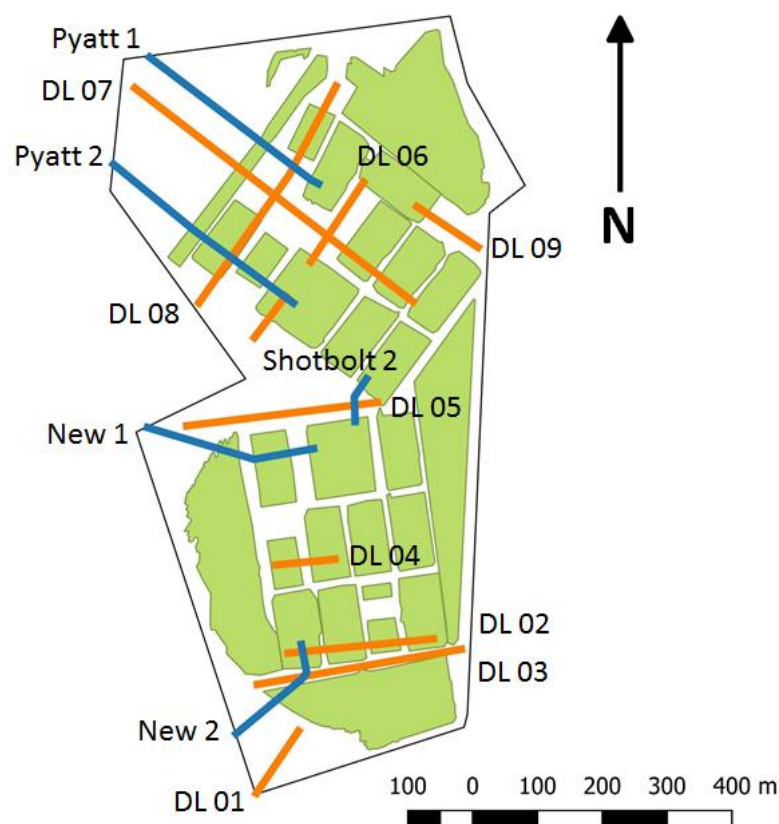 Pyatt 1
DL 07
Pyatt 2
DL 06
N
DL 09
DL 08
Shotbolt 2
DL 05
New 1
DL 04
DL 02
DL 03
New 2
DL 01
100 0 100 200 300 400 m